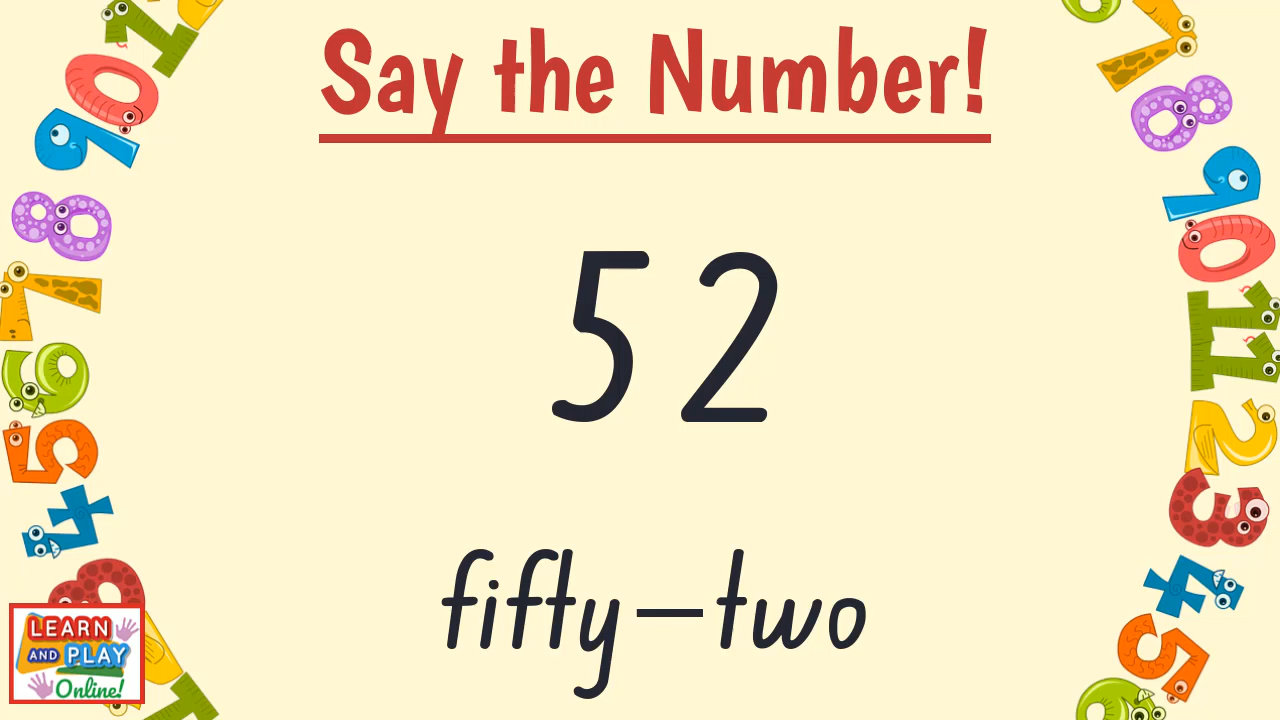 Say the Number!
52
fifty-two
LEARN
AND PLAY
Online!